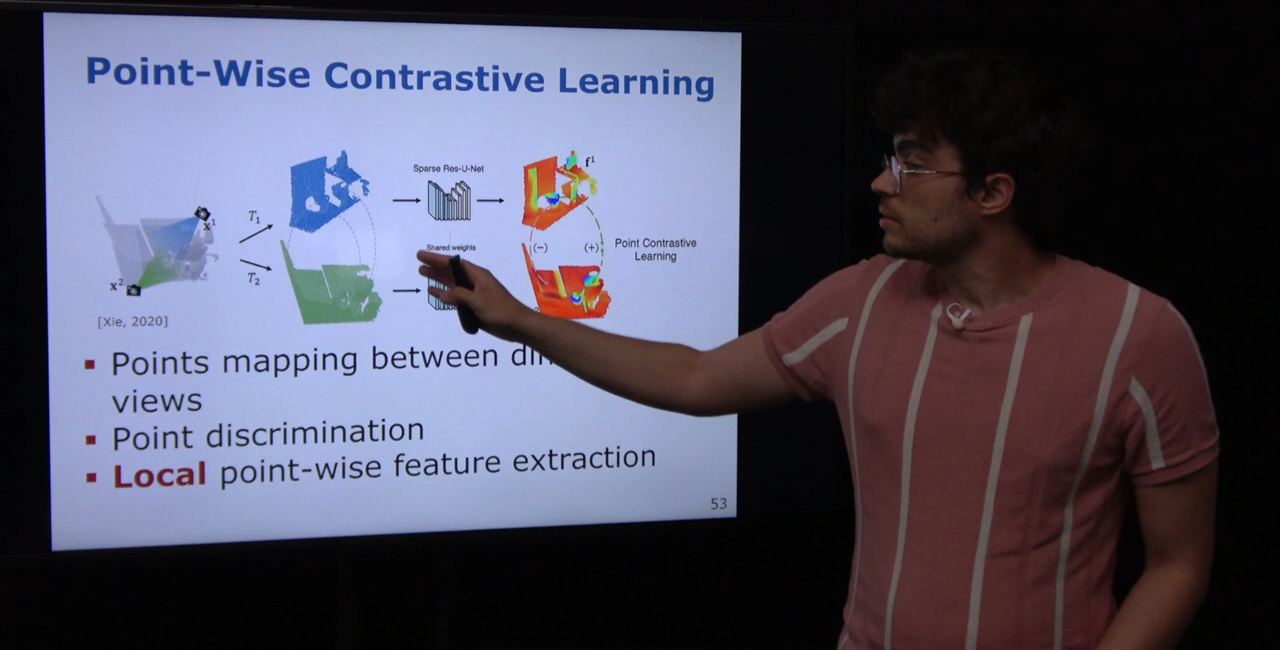 Point-Wise Contrastive Learning
Sparse Res-U-Net
f¹
x¹
T₁
Shared weights
(−)
(+)
Point Contrastive
Learning
T₂
x²
[Xie, 2020]
▪ Points mapping between
views
▪ Point discrimination
▪ Local point-wise feature extraction
53